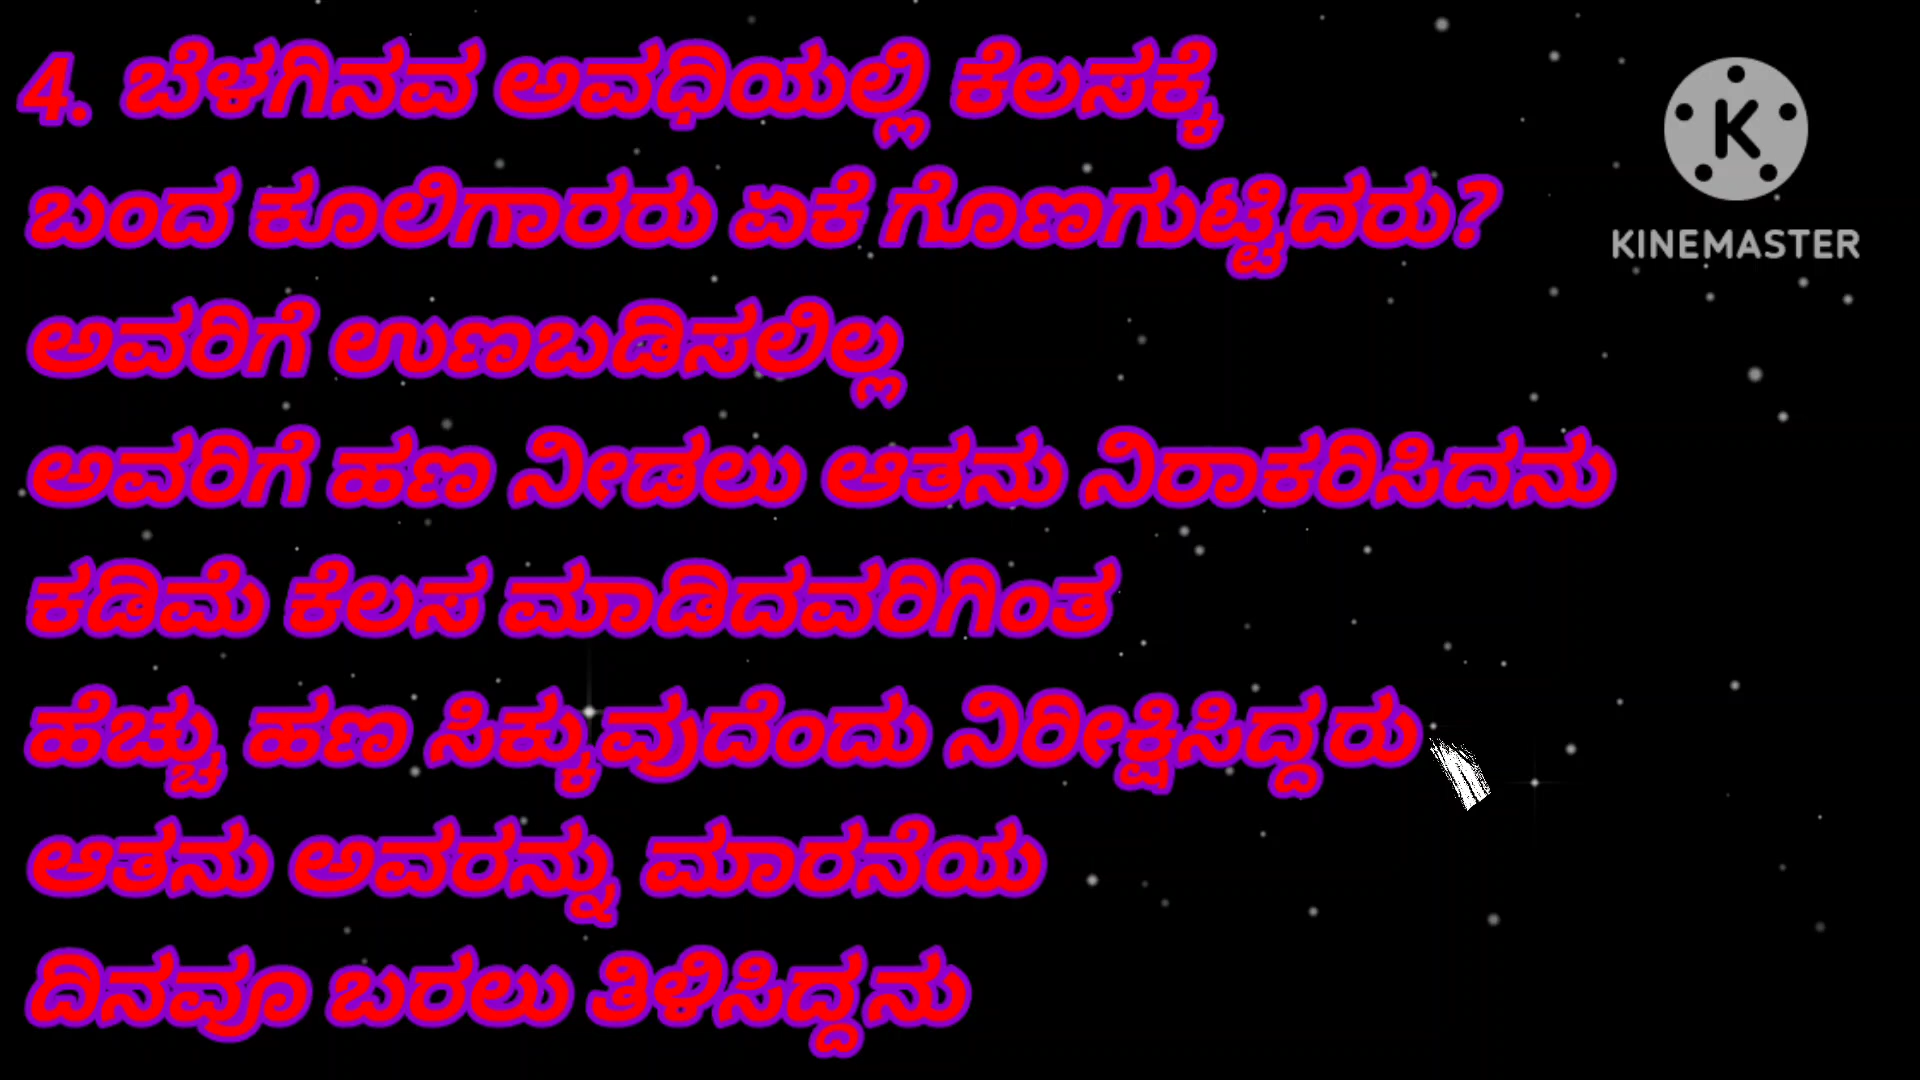 4. ಬೆಳಗಿನವ ಅವಧಿಯಲ್ಲಿ ಕೆಲಸಕ್ಕೆ
ಬಂದ ಕೂಲಿಗಾರರು ಏಕೆ ಗೊಣಗುಟ್ಟಿದರು?
ಅವರಿಗೆ ಉಣಬಡಿಸಲಿಲ್ಲ
ಅವರಿಗೆ ಹಣ ನೀಡಲು ಆತನು ನಿರಾಕರಿಸಿದನು
ಕಡಿಮೆ ಕೆಲಸ ಮಾಡಿದವರಿಗಿಂತ
ಹೆಚ್ಚು ಹಣ ಸಿಕ್ಕುವುದೆಂದು ನಿರೀಕ್ಷಿಸಿದ್ದರು
ಆತನು ಅವರನ್ನು ಮಾರನೆಯ
ದಿನವೂ ಬರಲು ತಿಳಿಸಿದ್ದನು
K
KINEMASTER